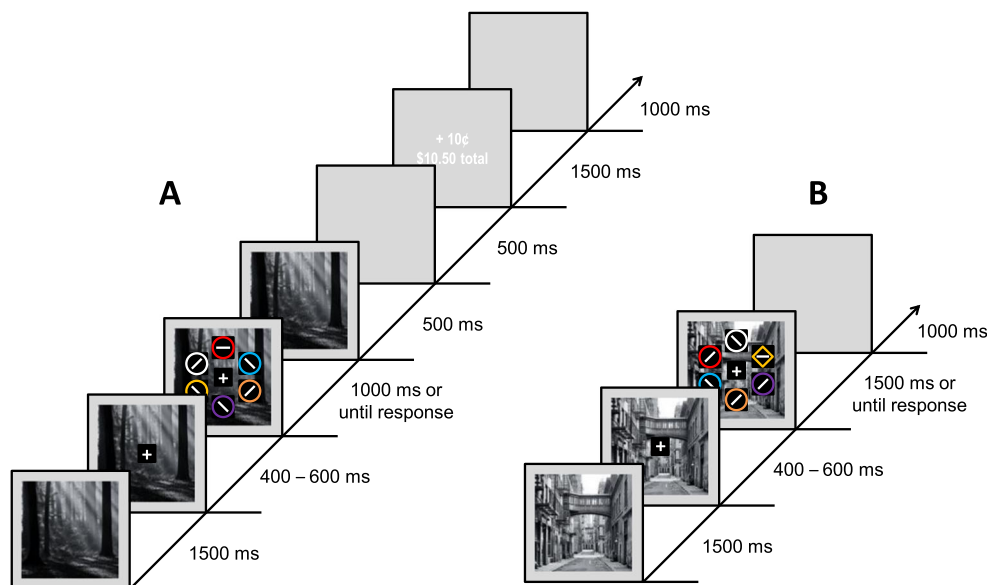 A
B
+ 10¢
$10.50 total
1000 ms
1500 ms
500 ms
500 ms
1000 ms or
until response
400 – 600 ms
1500 ms
1000 ms
1500 ms or
until response
400 – 600 ms
1500 ms